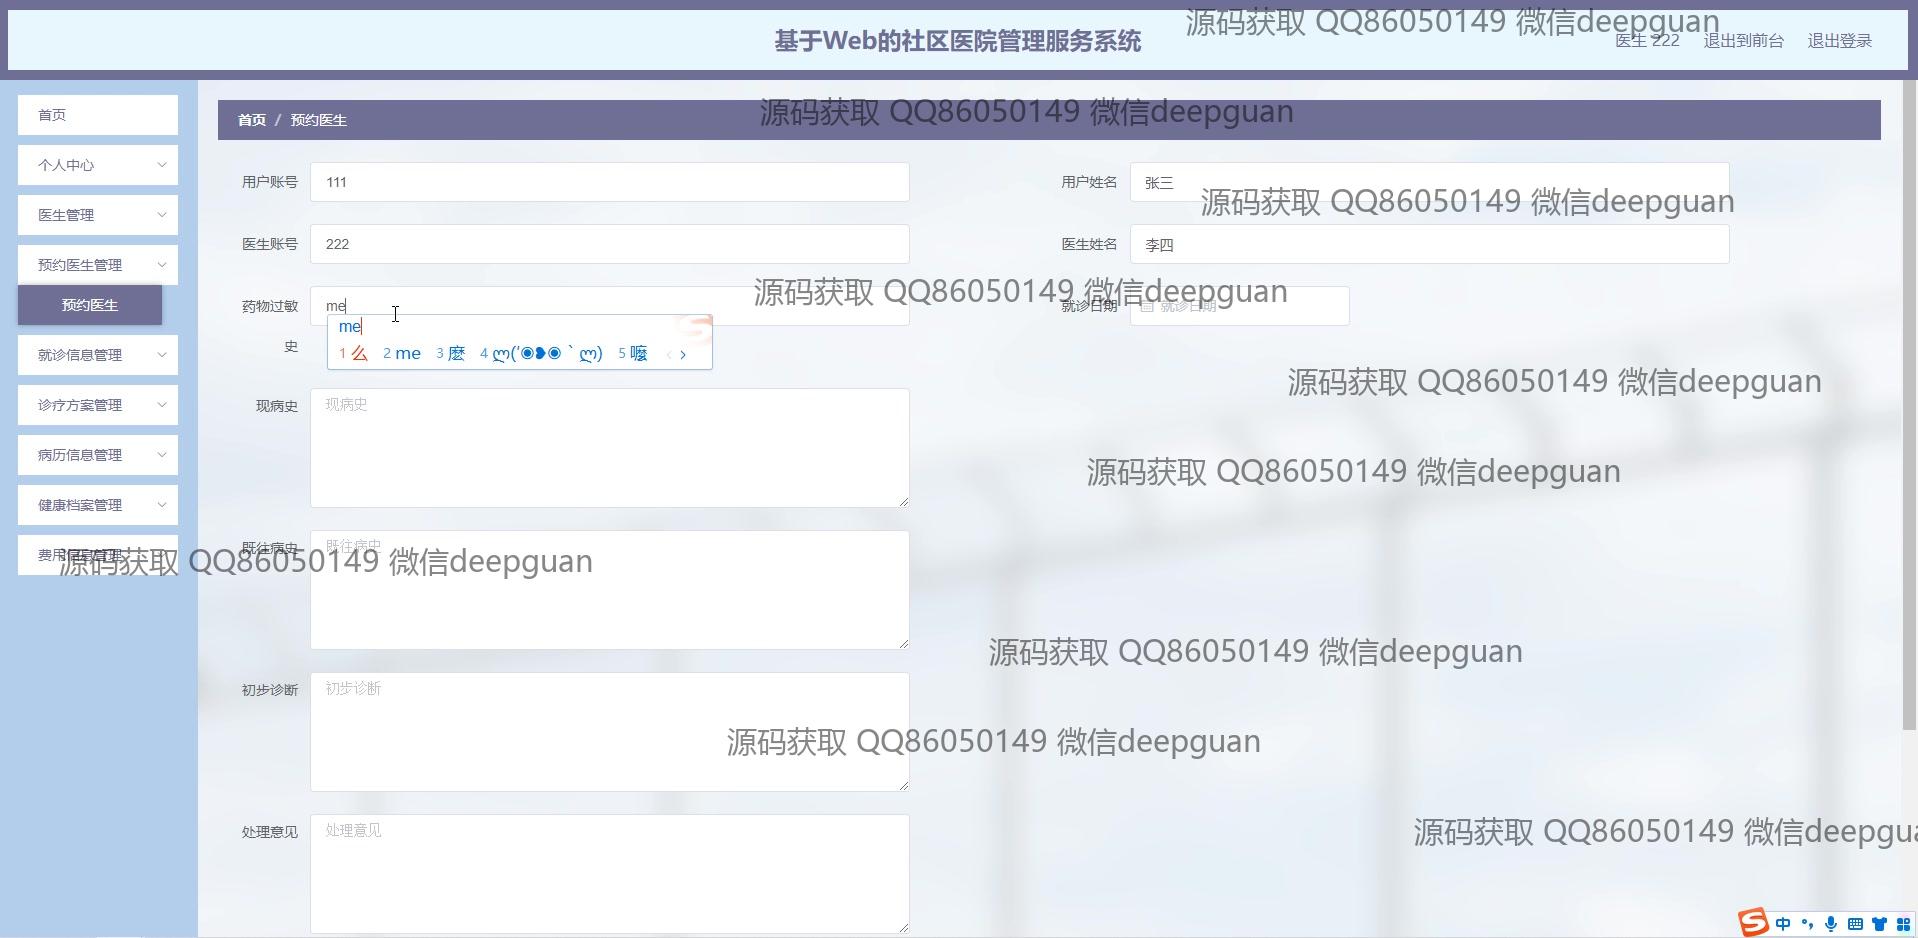 基于Web的社区医院管理服务系统
源码获取 QQ86050149 微信deepguan
医生 222 退出到前台 退出登录
首页
首页 / 预约医生
源码获取 QQ86050149 微信deepguan
个人中心
用户账号 111 用户姓名 张三
源码获取 QQ86050149 微信deepguan
医生管理
医生账号 222 医生姓名 李四
预约医生管理
源码获取 QQ86050149 微信deepguan
预约医生
药物过敏 me 就诊日期 就诊日期
史
me
1 么 2 me 3 麽 4 ლ(′◉❥◉｀ლ) 5 嚒
就诊信息管理
源码获取 QQ86050149 微信deepguan
诊疗方案管理
现病史 现病史
病历信息管理
源码获取 QQ86050149 微信deepguan
健康档案管理
既往病史 既往病史
费用信息管理
源码获取 QQ86050149 微信deepguan
源码获取 QQ86050149 微信deepguan
初步诊断 初步诊断
源码获取 QQ86050149 微信deepguan
处理意见 处理意见
源码获取 QQ86050149 微信deepgua
中